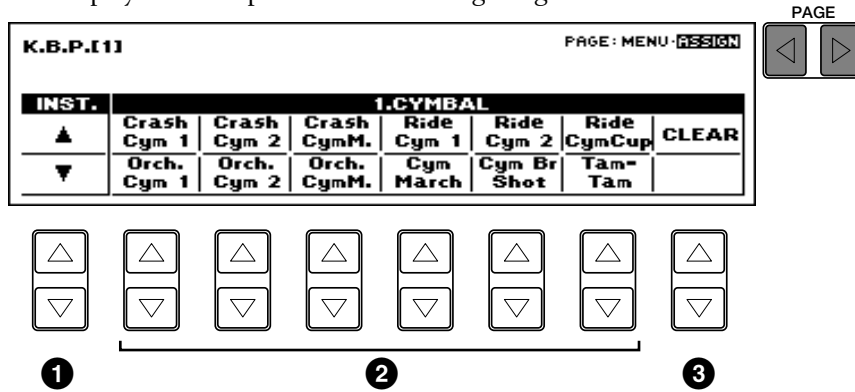 PAGE
K.B.P.[1]
PAGE: MENU·ASSIGN
INST. 1.CYMBAL
Crash Cym 1 Crash Cym 2 Crash CymM. Ride Cym 1 Ride Cym 2 Ride CymCup CLEAR
Orch. Cym 1 Orch. Cym 2 Orch. CymM. Cym March Cym Br Shot Tam- Tam
1 2 3